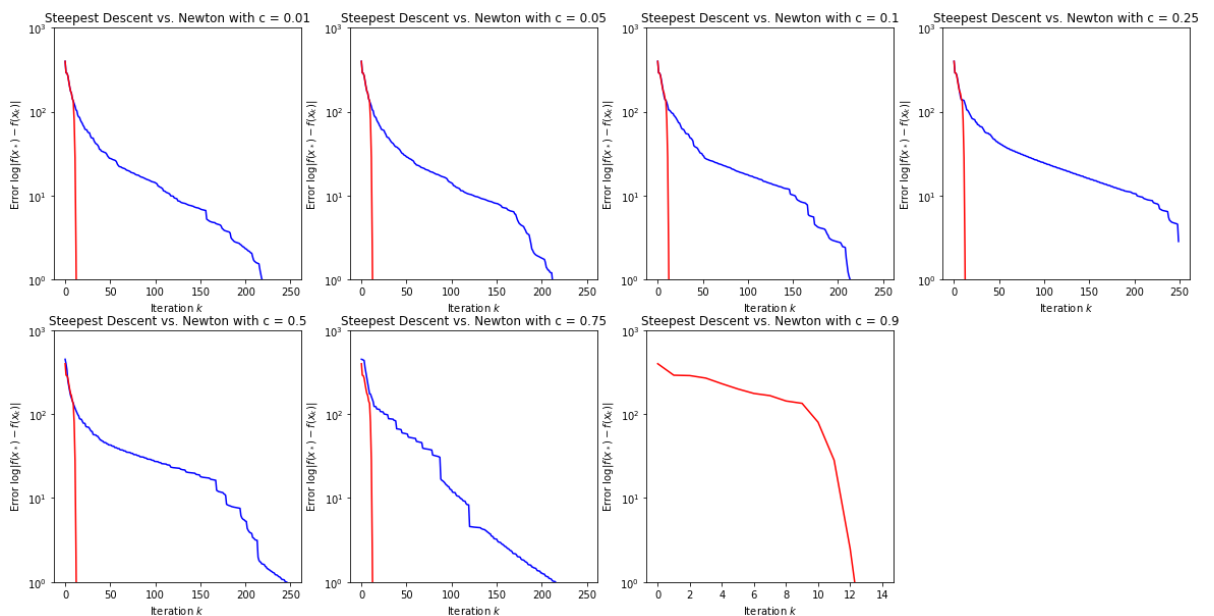 Steepest Descent vs. Newton with c = 0.01
10³
10²
10¹
10⁰
Error log|f(x*) − f(xₖ)|
0 50 100 150 200 250
Iteration k
Steepest Descent vs. Newton with c = 0.05
10³
10²
10¹
10⁰
Error log|f(x*) − f(xₖ)|
0 50 100 150 200 250
Iteration k
Steepest Descent vs. Newton with c = 0.1
10³
10²
10¹
10⁰
Error log|f(x*) − f(xₖ)|
0 50 100 150 200 250
Iteration k
Steepest Descent vs. Newton with c = 0.25
10³
10²
10¹
10⁰
Error log|f(x*) − f(xₖ)|
0 50 100 150 200 250
Iteration k
Steepest Descent vs. Newton with c = 0.5
10³
10²
10¹
10⁰
Error log|f(x*) − f(xₖ)|
0 50 100 150 200 250
Iteration k
Steepest Descent vs. Newton with c = 0.75
10³
10²
10¹
10⁰
Error log|f(x*) − f(xₖ)|
0 50 100 150 200 250
Iteration k
Steepest Descent vs. Newton with c = 0.9
10³
10²
10¹
10⁰
Error log|f(x*) − f(xₖ)|
0 2 4 6 8 10 12 14
Iteration k